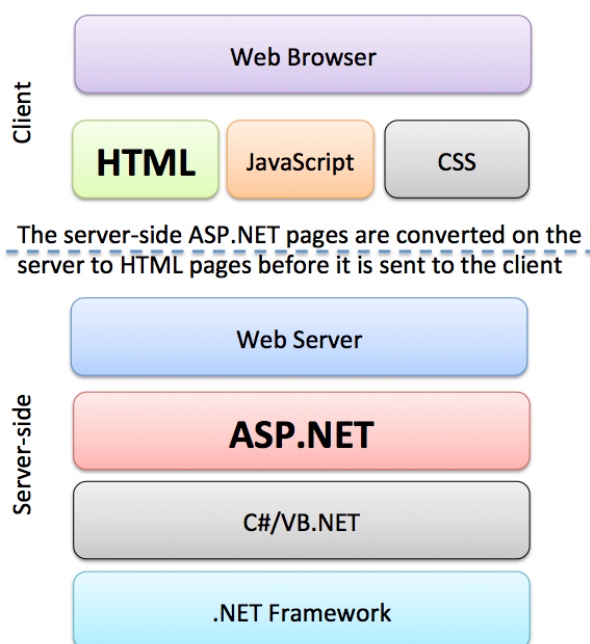 Client
Web Browser
HTML
JavaScript
CSS
The server-side ASP.NET pages are converted on the
server to HTML pages before it is sent to the client
Server-side
Web Server
ASP.NET
C#/VB.NET
.NET Framework